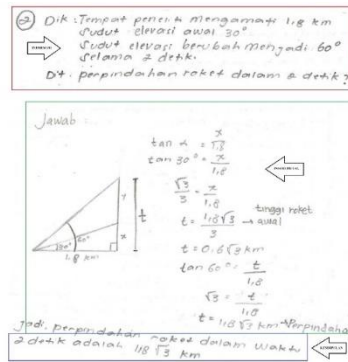 ② Dik : Tempat peneliti mengamati 1,8 km
Sudut elevasi awal 30°
Sudut elevasi berubah menjadi 60°
Selama 2 detik.
Dt. perpindahan roket dalam 2 detik?
Jawab :
tan α = x/1,8
tan 30° = x/1,8
√3/3 = x/1,8
t = 1,8√3/3 → tinggi roket awal
t = 0.6√3 km
tan 60° = t/1,8
√3 = t/1,8
t = 1,8√3 km → Perpindaha
y
x
t
60°
30°
1.8 km
Jadi, perpindahan roket dalam waktu
2 detik adalah 1,8√3 km